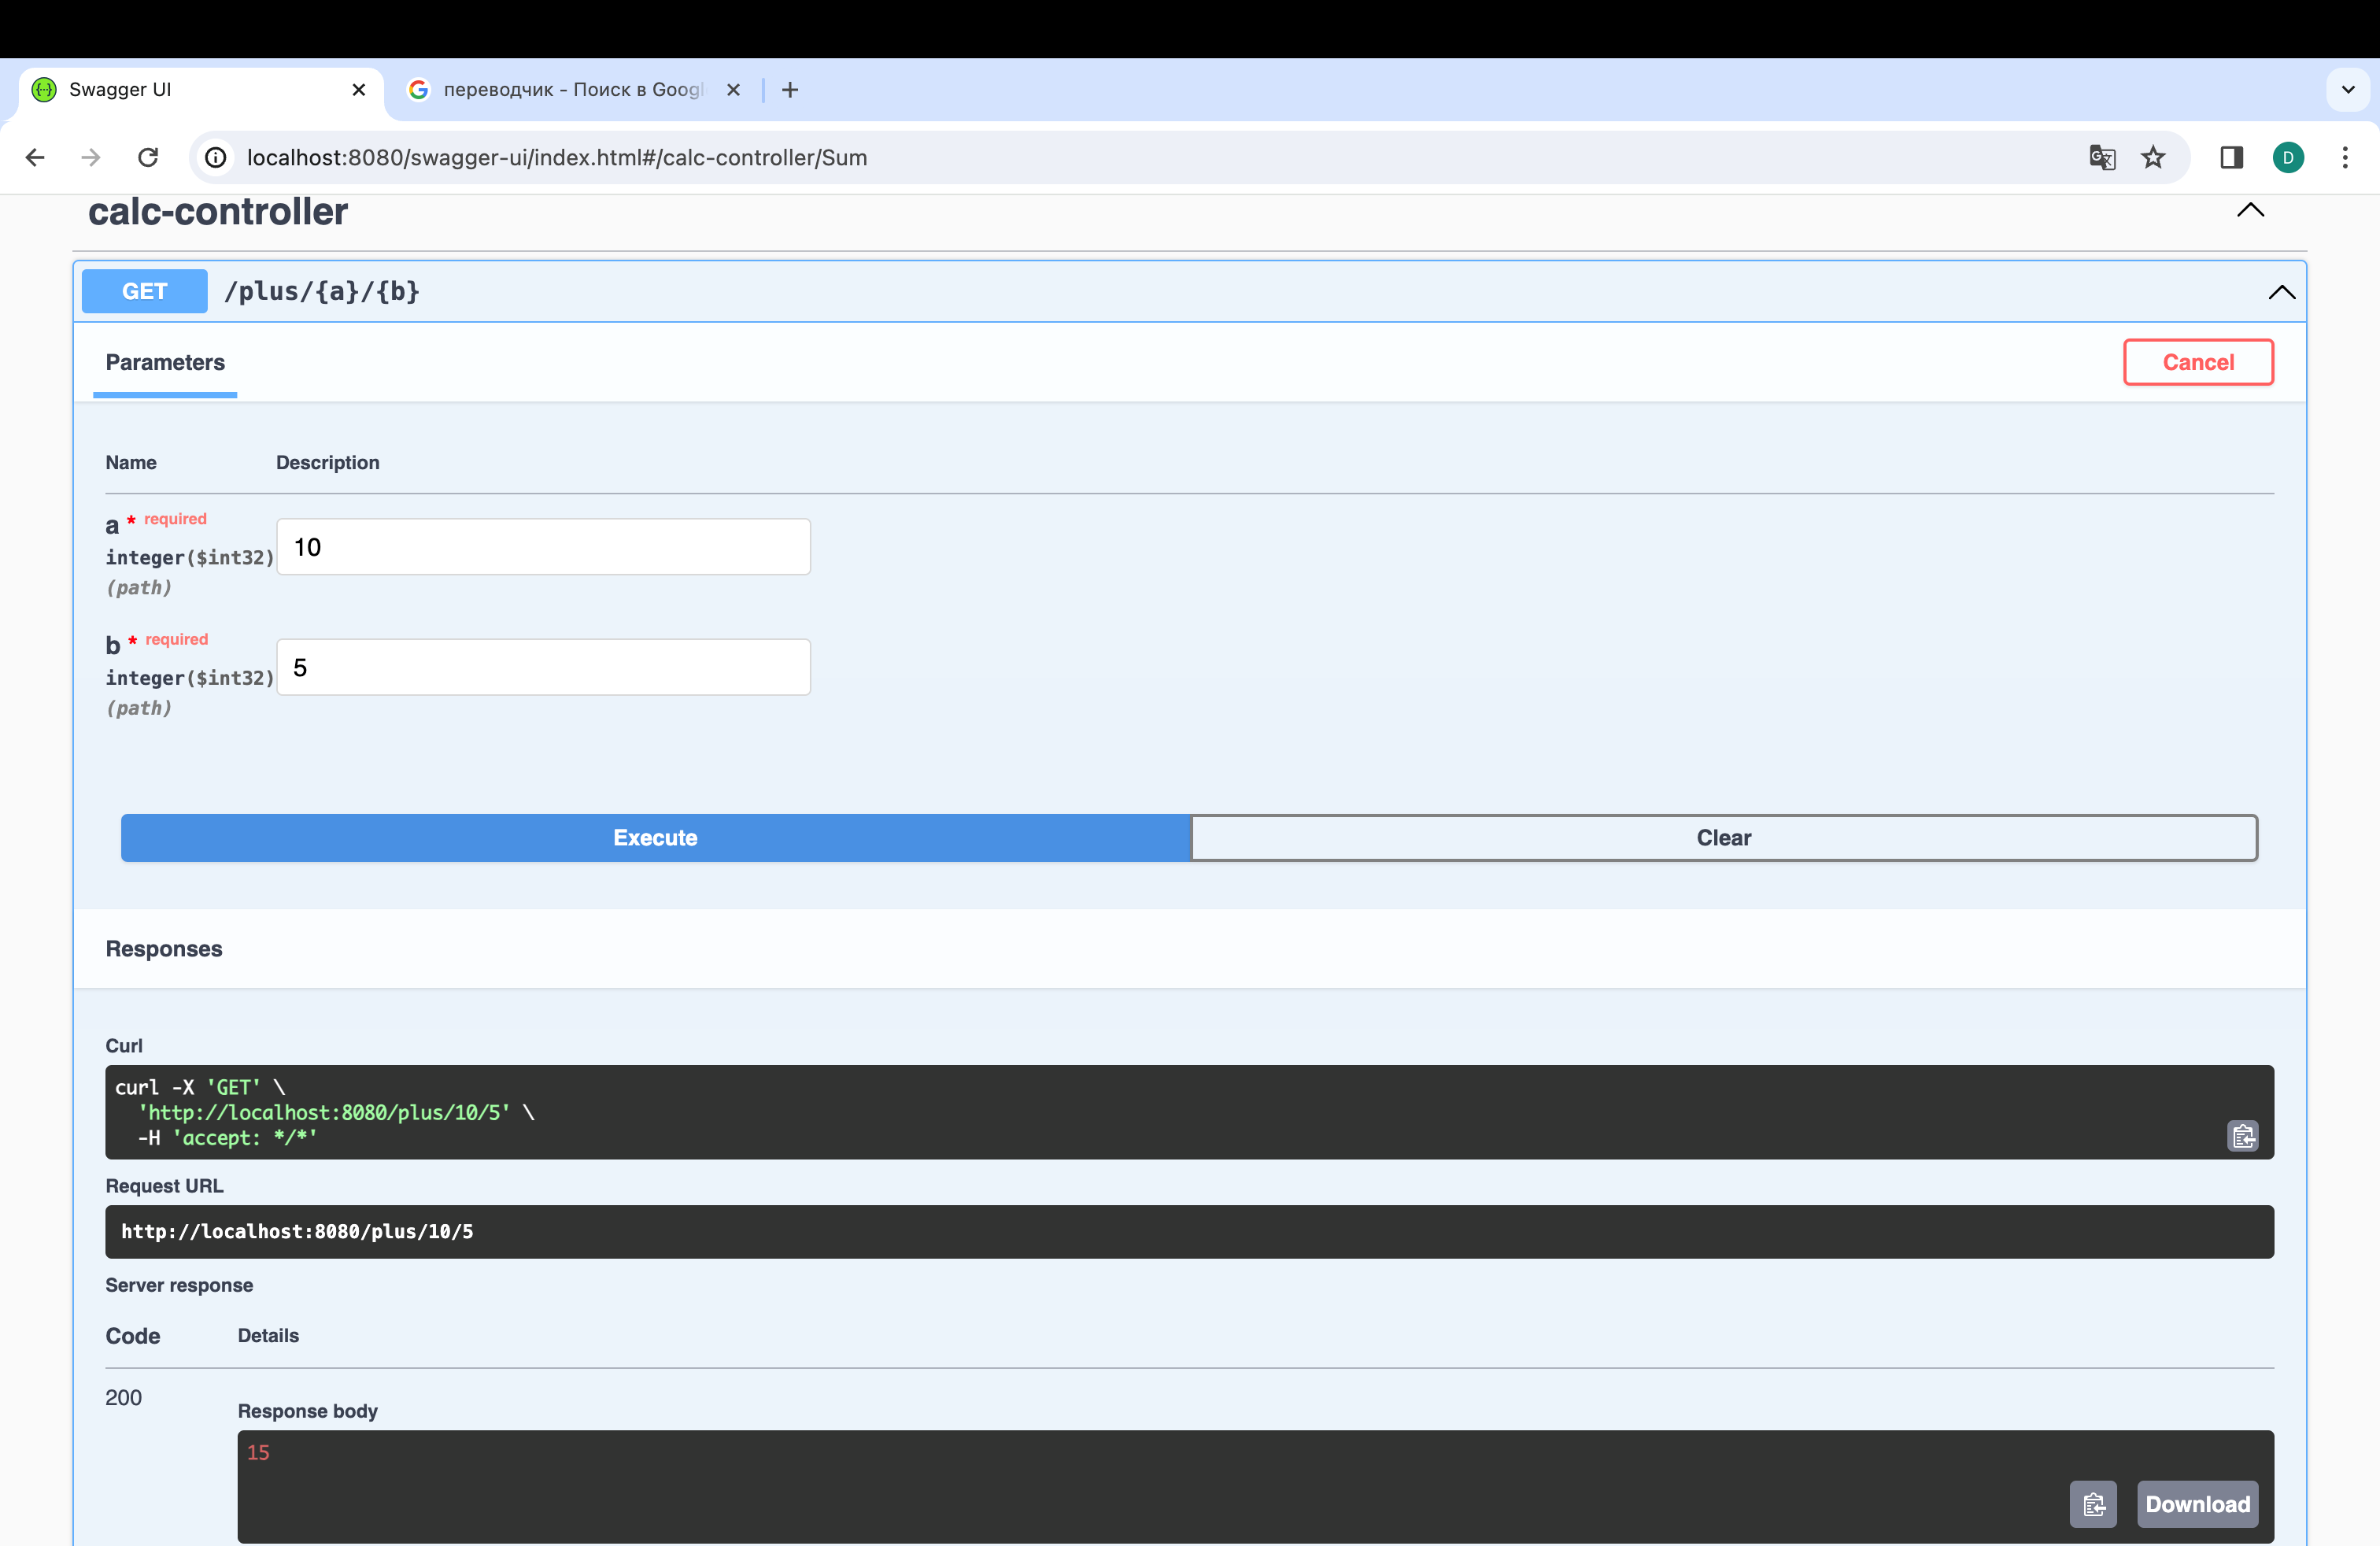 Swagger UI
переводчик - Поиск в Googl
localhost:8080/swagger-ui/index.html#/calc-controller/Sum
D
calc-controller
GET /plus/{a}/{b}
Parameters
Cancel
Name Description
a * required
integer($int32)
(path)
10
b * required
integer($int32)
(path)
5
Execute
Clear
Responses
Curl
curl -X 'GET' \
'http://localhost:8080/plus/10/5' \
-H 'accept: */*'
Request URL
http://localhost:8080/plus/10/5
Server response
Code Details
200
Response body
15
Download